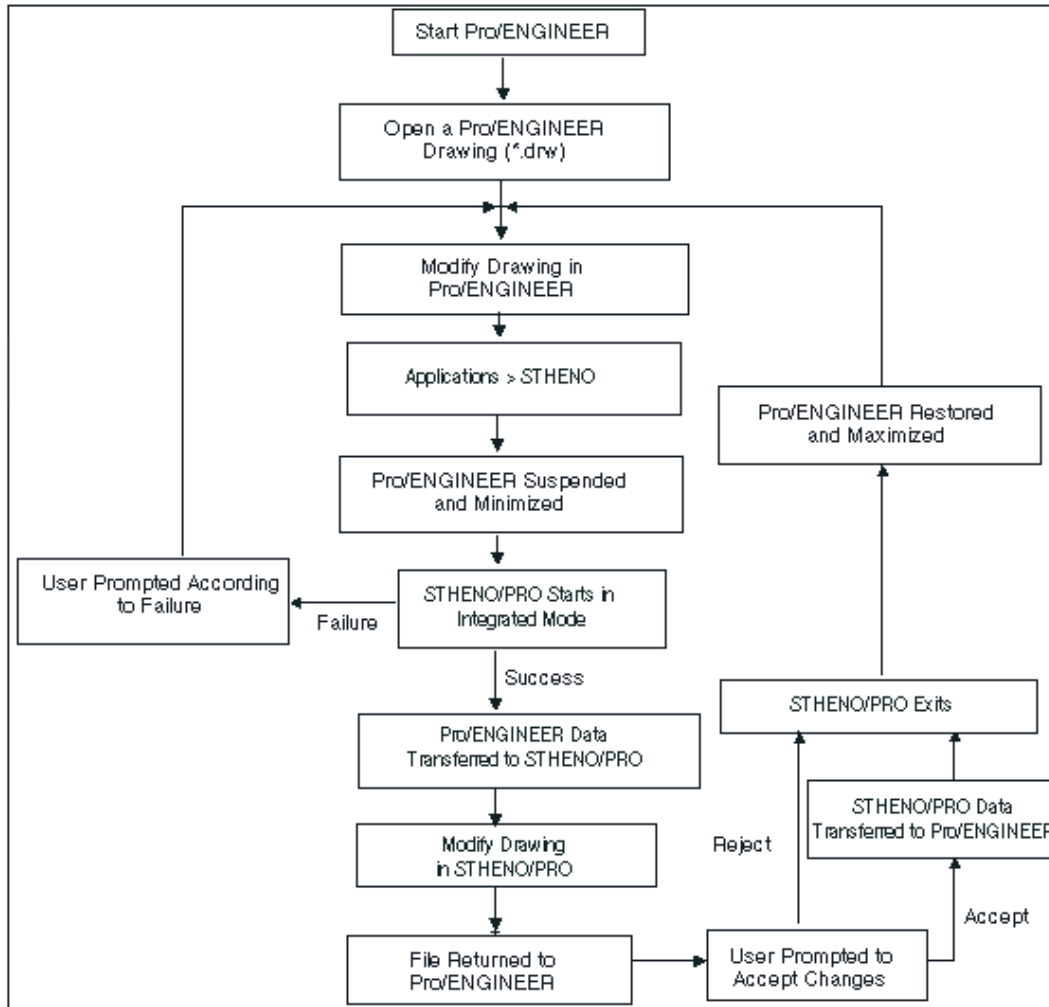 Start Pro/ENGINEER
Open a Pro/ENGINEER
Drawing (*.drw)
Modify Drawing in
Pro/ENGINEER
Applications > STHENO
Pro/ENGINEER Restored
and Maximized
Pro/ENGINEER Suspended
and Minimized
User Prompted According
to Failure
Failure
STHENO/PRO Starts in
Integrated Mode
Success
STHENO/PRO Exits
Pro/ENGINEER Data
Transferred to STHENO/PRO
STHENO/PRO Data
Transferred to Pro/ENGINEER
Reject
Modify Drawing
in STHENO/PRO
Accept
File Returned to
Pro/ENGINEER
User Prompted to
Accept Changes